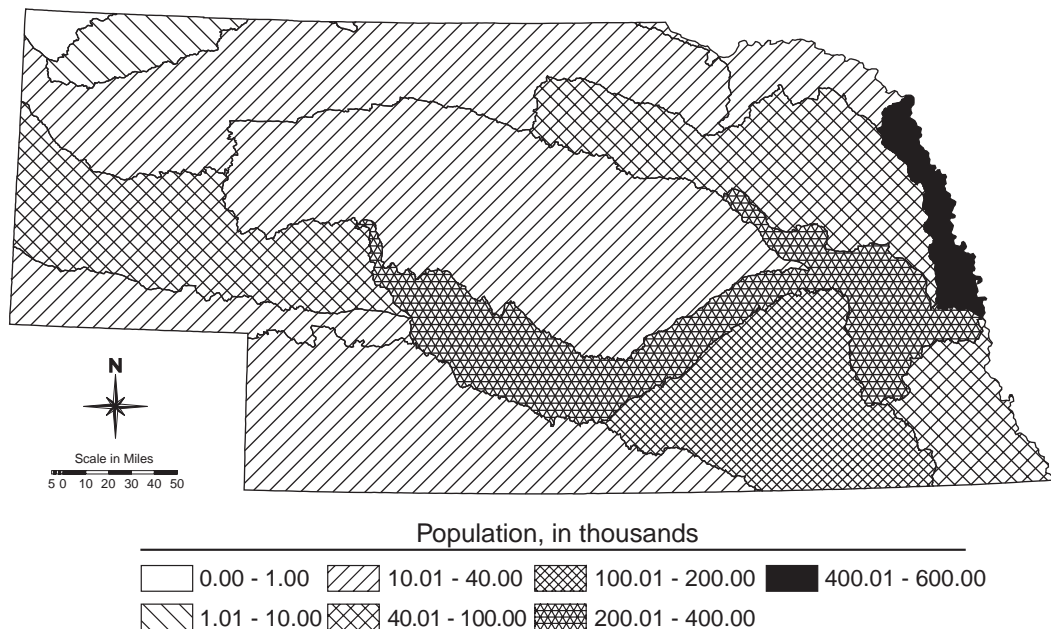 N
Scale in Miles
5 0 10 20 30 40 50
Population, in thousands
0.00 - 1.00 10.01 - 40.00 100.01 - 200.00 400.01 - 600.00
1.01 - 10.00 40.01 - 100.00 200.01 - 400.00